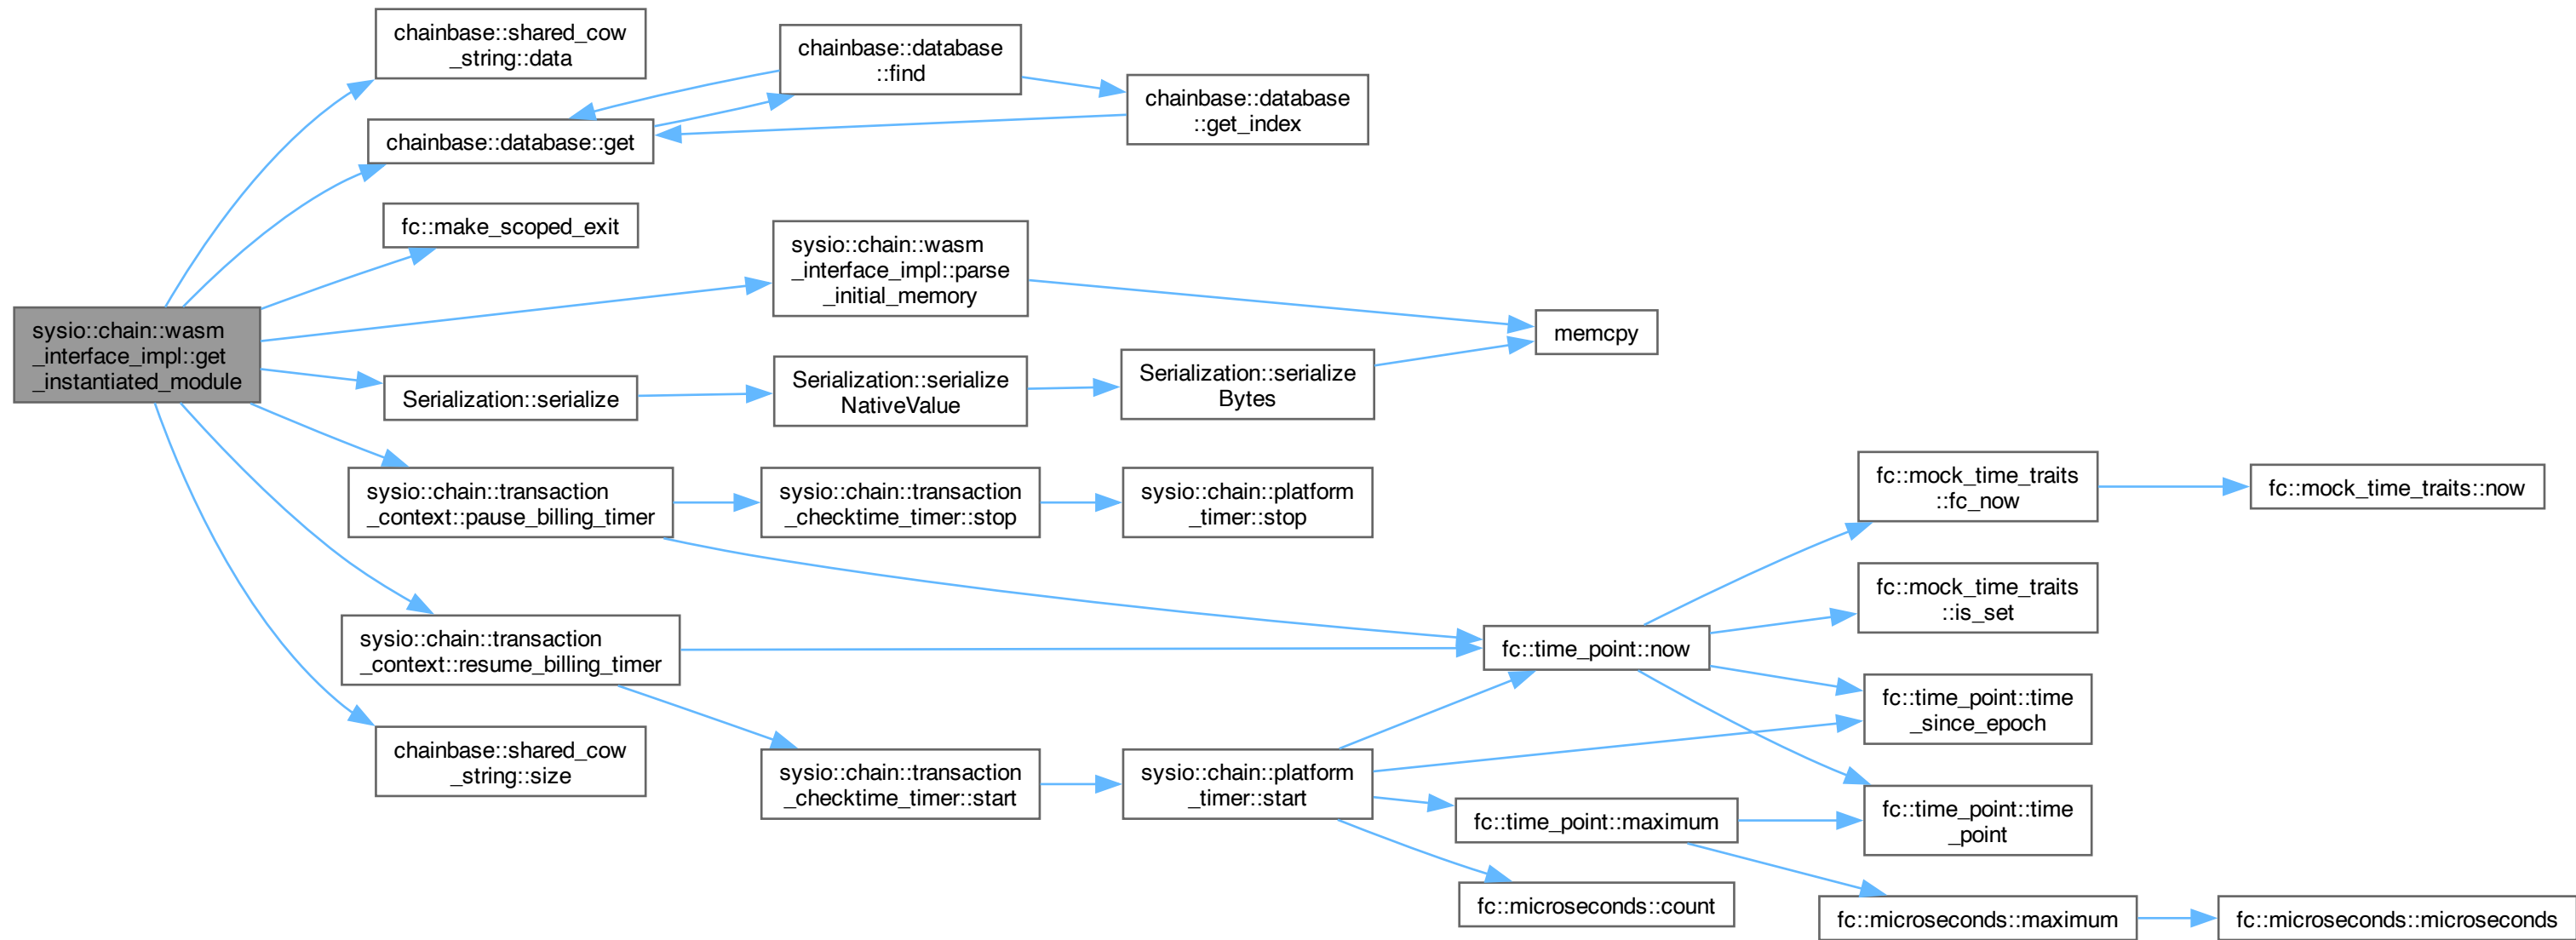 chainbase::shared_cow
_string::data
chainbase::database
::find
chainbase::database
::get_index
chainbase::database::get
fc::make_scoped_exit
sysio::chain::wasm
_interface_impl::parse
_initial_memory
sysio::chain::wasm
_interface_impl::get
_instantiated_module
memcpy
Serialization::serialize
Serialization::serialize
NativeValue
Serialization::serialize
Bytes
sysio::chain::transaction
_context::pause_billing_timer
sysio::chain::transaction
_checktime_timer::stop
sysio::chain::platform
_timer::stop
fc::mock_time_traits
::fc_now
fc::mock_time_traits::now
fc::mock_time_traits
::is_set
sysio::chain::transaction
_context::resume_billing_timer
fc::time_point::now
fc::time_point::time
_since_epoch
chainbase::shared_cow
_string::size
sysio::chain::transaction
_checktime_timer::start
sysio::chain::platform
_timer::start
fc::time_point::maximum
fc::time_point::time
_point
fc::microseconds::count
fc::microseconds::maximum
fc::microseconds::microseconds